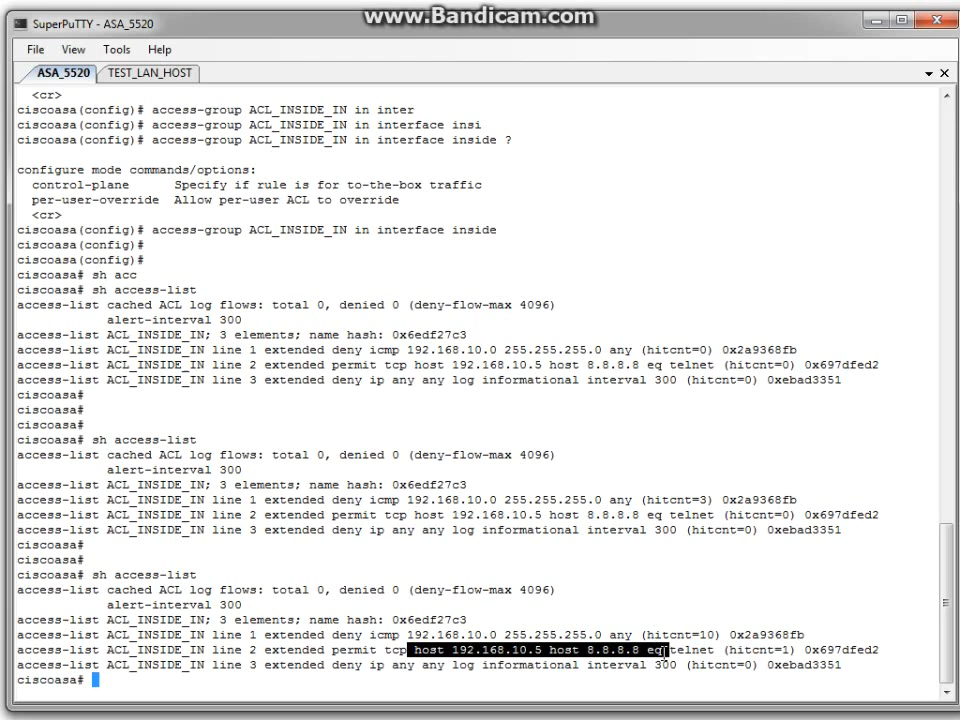 www.Bandicam.com
SuperPuTTY - ASA_5520
File View Tools Help
ASA_5520 TEST_LAN_HOST
<cr>
ciscoasa(config)# access-group ACL_INSIDE_IN in inter
ciscoasa(config)# access-group ACL_INSIDE_IN in interface insi
ciscoasa(config)# access-group ACL_INSIDE_IN in interface inside ?
configure mode commands/options:
control-plane Specify if rule is for to-the-box traffic
per-user-override Allow per-user ACL to override
<cr>
ciscoasa(config)# access-group ACL_INSIDE_IN in interface inside
ciscoasa(config)#
ciscoasa(config)#
ciscoasa# sh acc
ciscoasa# sh access-list
access-list cached ACL log flows: total 0, denied 0 (deny-flow-max 4096)
alert-interval 300
access-list ACL_INSIDE_IN; 3 elements; name hash: 0x6edf27c3
access-list ACL_INSIDE_IN line 1 extended deny icmp 192.168.10.0 255.255.255.0 any (hitcnt=0) 0x2a9368fb
access-list ACL_INSIDE_IN line 2 extended permit tcp host 192.168.10.5 host 8.8.8.8 eq telnet (hitcnt=0) 0x697dfed2
access-list ACL_INSIDE_IN line 3 extended deny ip any any log informational interval 300 (hitcnt=0) 0xebad3351
ciscoasa#
ciscoasa#
ciscoasa#
ciscoasa# sh access-list
access-list cached ACL log flows: total 0, denied 0 (deny-flow-max 4096)
alert-interval 300
access-list ACL_INSIDE_IN; 3 elements; name hash: 0x6edf27c3
access-list ACL_INSIDE_IN line 1 extended deny icmp 192.168.10.0 255.255.255.0 any (hitcnt=3) 0x2a9368fb
access-list ACL_INSIDE_IN line 2 extended permit tcp host 192.168.10.5 host 8.8.8.8 eq telnet (hitcnt=0) 0x697dfed2
access-list ACL_INSIDE_IN line 3 extended deny ip any any log informational interval 300 (hitcnt=0) 0xebad3351
ciscoasa#
ciscoasa#
ciscoasa# sh access-list
access-list cached ACL log flows: total 0, denied 0 (deny-flow-max 4096)
alert-interval 300
access-list ACL_INSIDE_IN; 3 elements; name hash: 0x6edf27c3
access-list ACL_INSIDE_IN line 1 extended deny icmp 192.168.10.0 255.255.255.0 any (hitcnt=10) 0x2a9368fb
access-list ACL_INSIDE_IN line 2 extended permit tcp host 192.168.10.5 host 8.8.8.8 eq telnet (hitcnt=1) 0x697dfed2
access-list ACL_INSIDE_IN line 3 extended deny ip any any log informational interval 300 (hitcnt=0) 0xebad3351
ciscoasa#